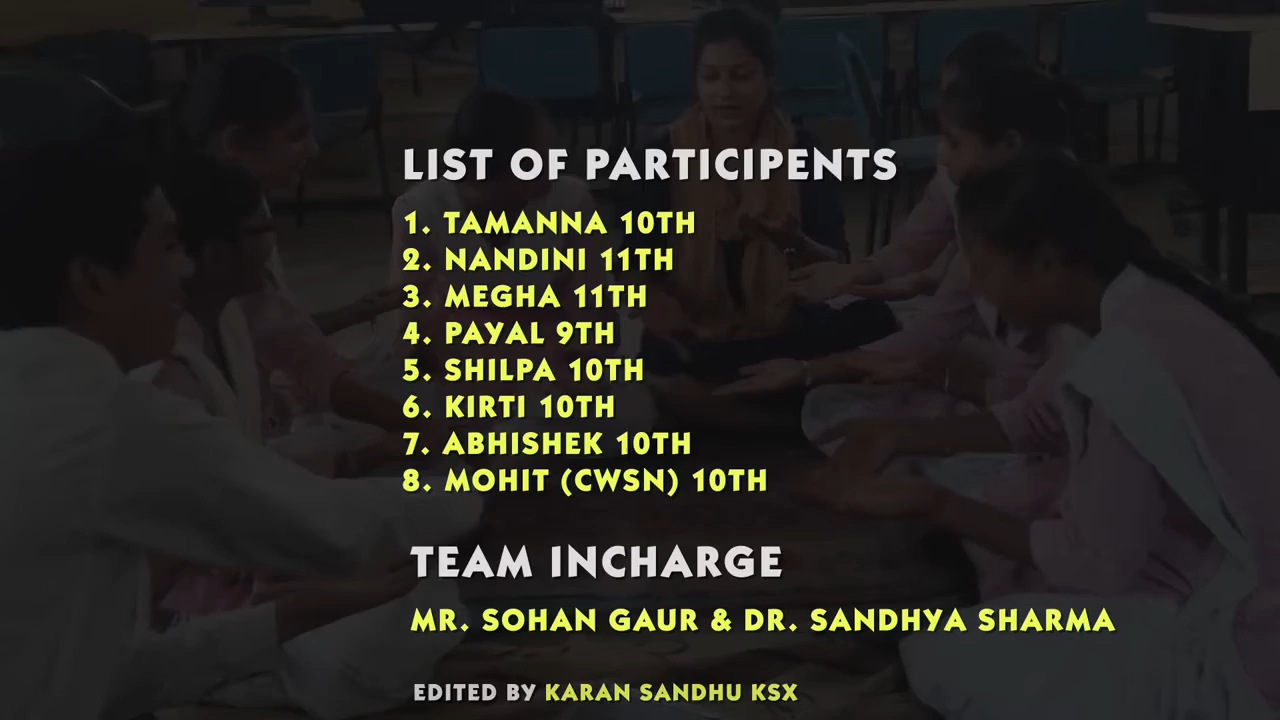 LIST OF PARTICIPENTS
1. TAMANNA 10TH
2. NANDINI 11TH
3. MEGHA 11TH
4. PAYAL 9TH
5. SHILPA 10TH
6. KIRTI 10TH
7. ABHISHEK 10TH
8. MOHIT (CWSN) 10TH
TEAM INCHARGE
MR. SOHAN GAUR & DR. SANDHYA SHARMA
EDITED BY KARAN SANDHU KSX